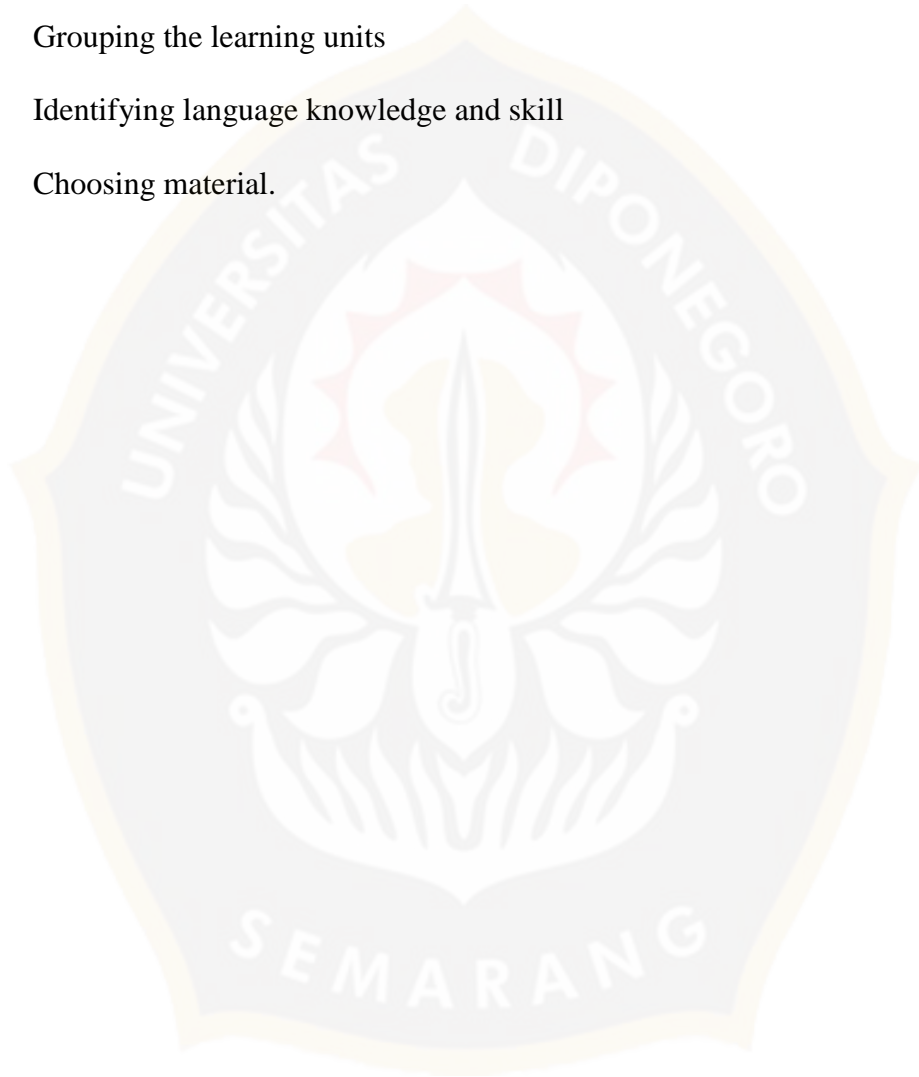 Grouping the learning units
Identifying language knowledge and skill
Choosing material.
UNIVERSITAS DIPONEGORO
SEMARANG